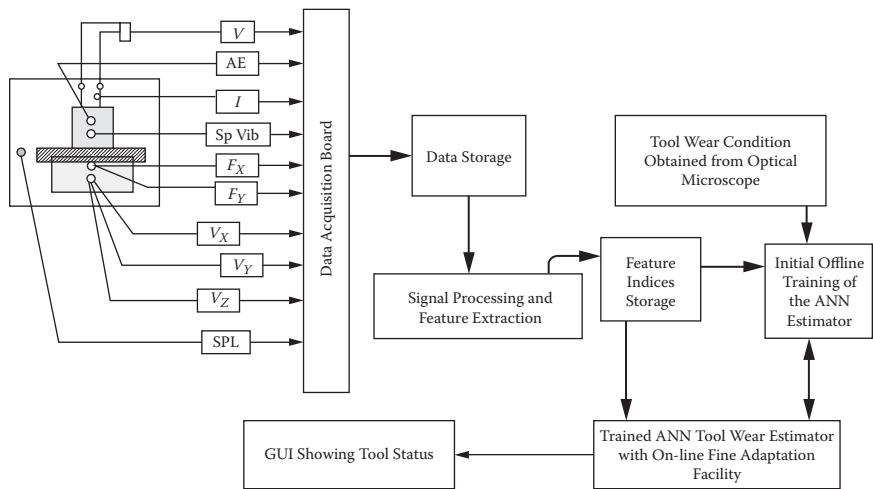 V
AE
I
Sp Vib
F_X
F_Y
V_X
V_Y
V_Z
SPL
Data Acquisition Board
Data Storage
Signal Processing and
Feature Extraction
Feature
Indices
Storage
Tool Wear Condition
Obtained from Optical
Microscope
Initial Offline
Training of
the ANN
Estimator
Trained ANN Tool Wear Estimator
with On-line Fine Adaptation
Facility
GUI Showing Tool Status